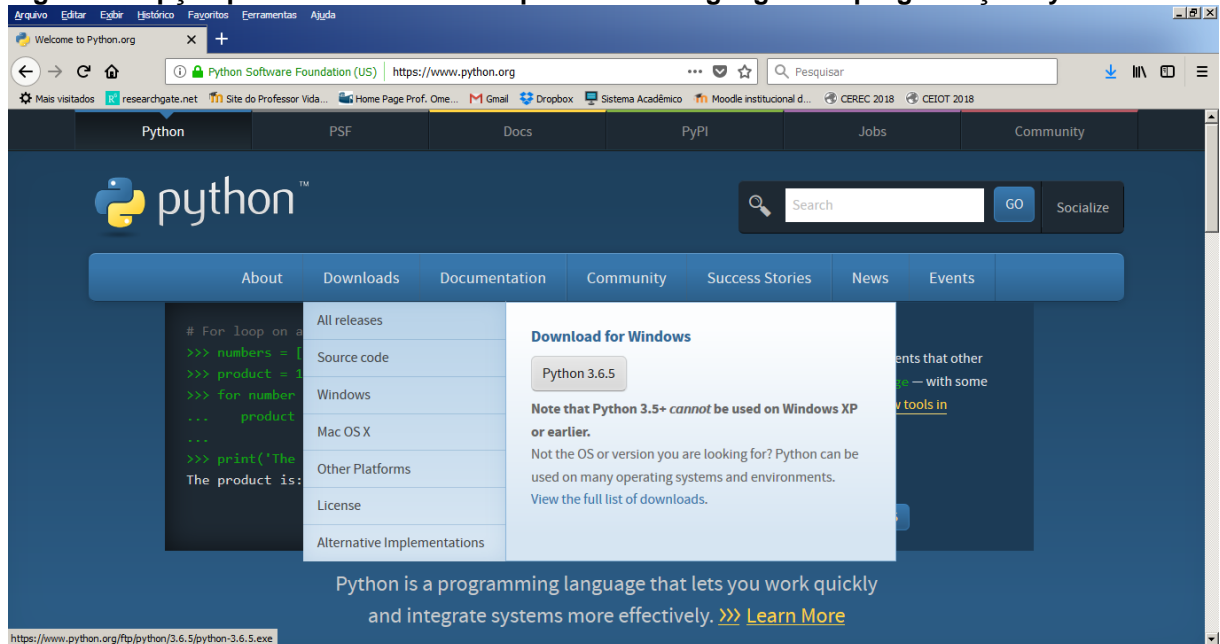 Arquivo Editar Exibir Histórico Favoritos Ferramentas Ajuda
Welcome to Python.org
Python Software Foundation (US) https://www.python.org
Pesquisar
Mais visitados researchgate.net Site do Professor Vida... Home Page Prof. Ome... Gmail Dropbox Sistema Acadêmico Moodle institucional d... CEREC 2018 CEIOT 2018
Python PSF Docs PyPI Jobs Community
python™
Search GO Socialize
About Downloads Documentation Community Success Stories News Events
All releases
Source code
Windows
Mac OS X
Other Platforms
License
Alternative Implementations
Download for Windows
Python 3.6.5
Note that Python 3.5+ cannot be used on Windows XP
or earlier.
Not the OS or version you are looking for? Python can be
used on many operating systems and environments.
View the full list of downloads.
# For loop on a
>>> numbers = [
>>> product = 1
>>> for number
... product
...
>>> print('The
The product is:
ents that other
ge — with some
tools in
Python is a programming language that lets you work quickly
and integrate systems more effectively. >>> Learn More
https://www.python.org/ftp/python/3.6.5/python-3.6.5.exe